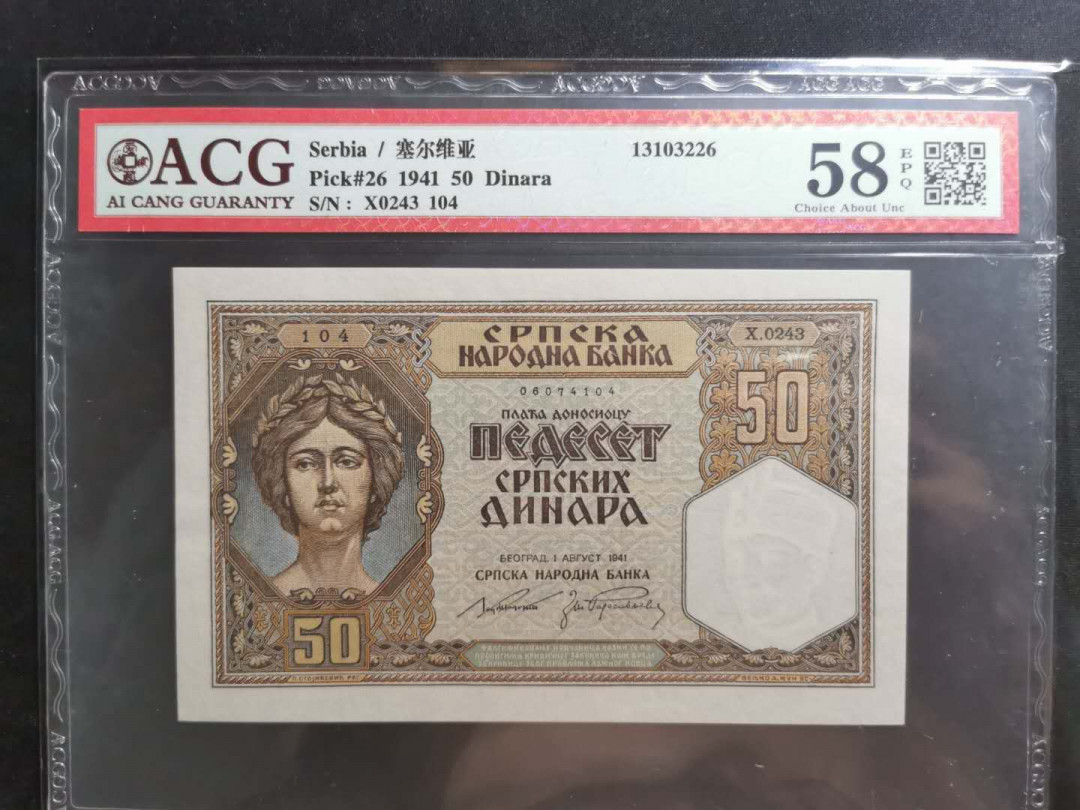 ACG
AI CANG GUARANTY
Serbia / 塞尔维亚
Pick#26 1941 50 Dinara
S/N : X0243 104
13103226
58
EPQ
Choice About Unc
104
СРПСКА
НАРОДНА БАНКА
X.0243
06074104
50
ПЛАЋА ДОНОСИОЦУ
ПЕДЕСЕТ
СРПСКИХ
ДИНАРА
БЕОГРАД, 1 АВГУСТ 1941
СРПСКА НАРОДНА БАНКА
50